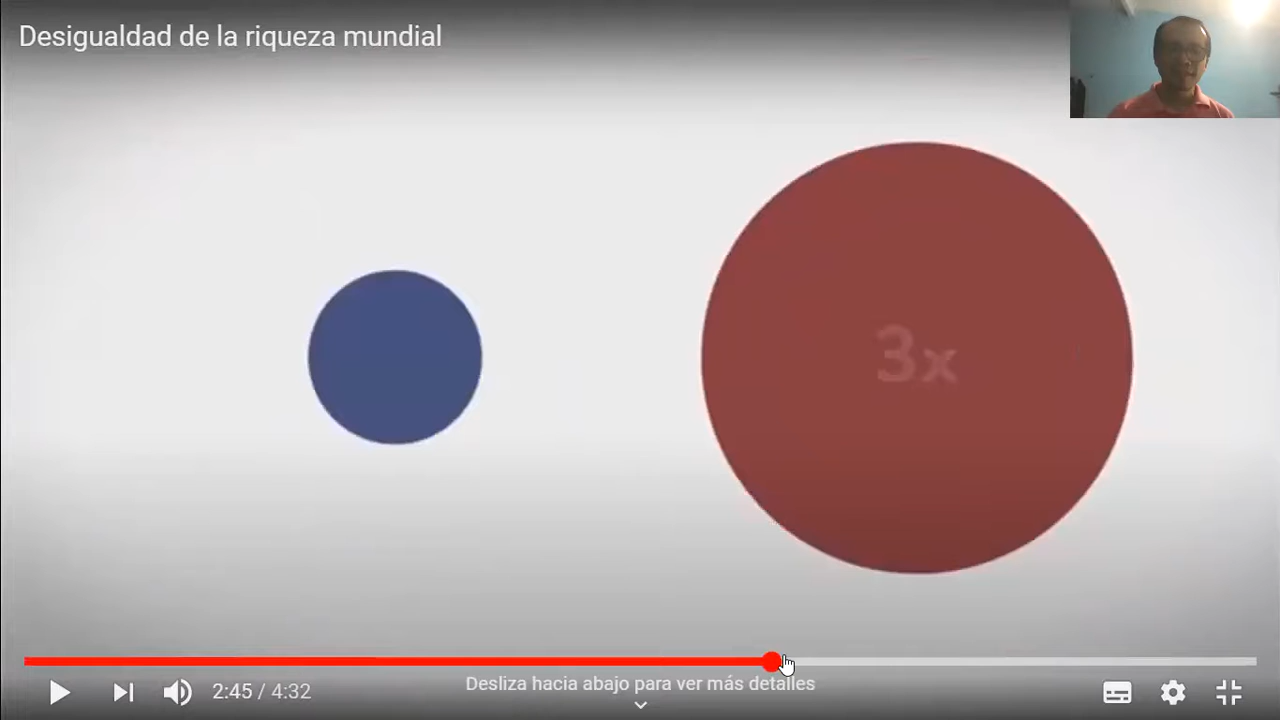 Desigualdad de la riqueza mundial
3x
Desliza hacia abajo para ver más detalles
2:45 / 4:32